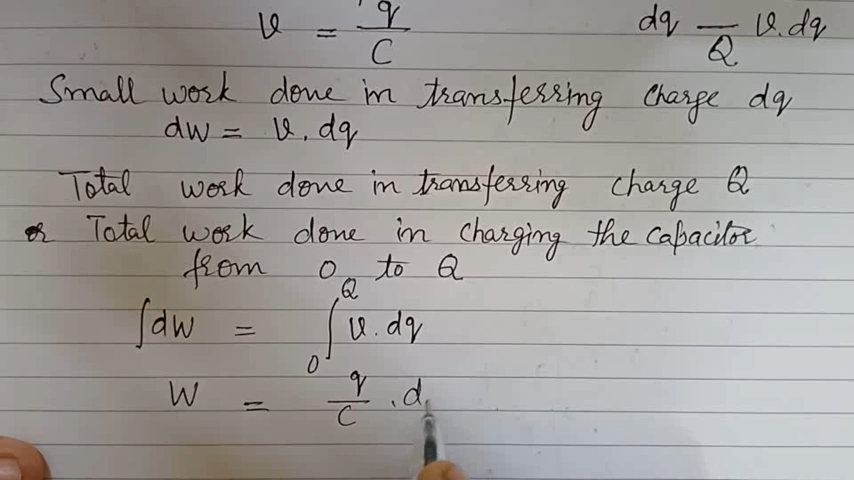 v = q/C dq — v.dq
Q
Small work done in transferring charge dq
dW = v.dq
Total work done in transferring charge Q
or Total work done in charging the capacitor
from 0 to Q
∫dW = ∫₀^Q v.dq
W = q/C .d